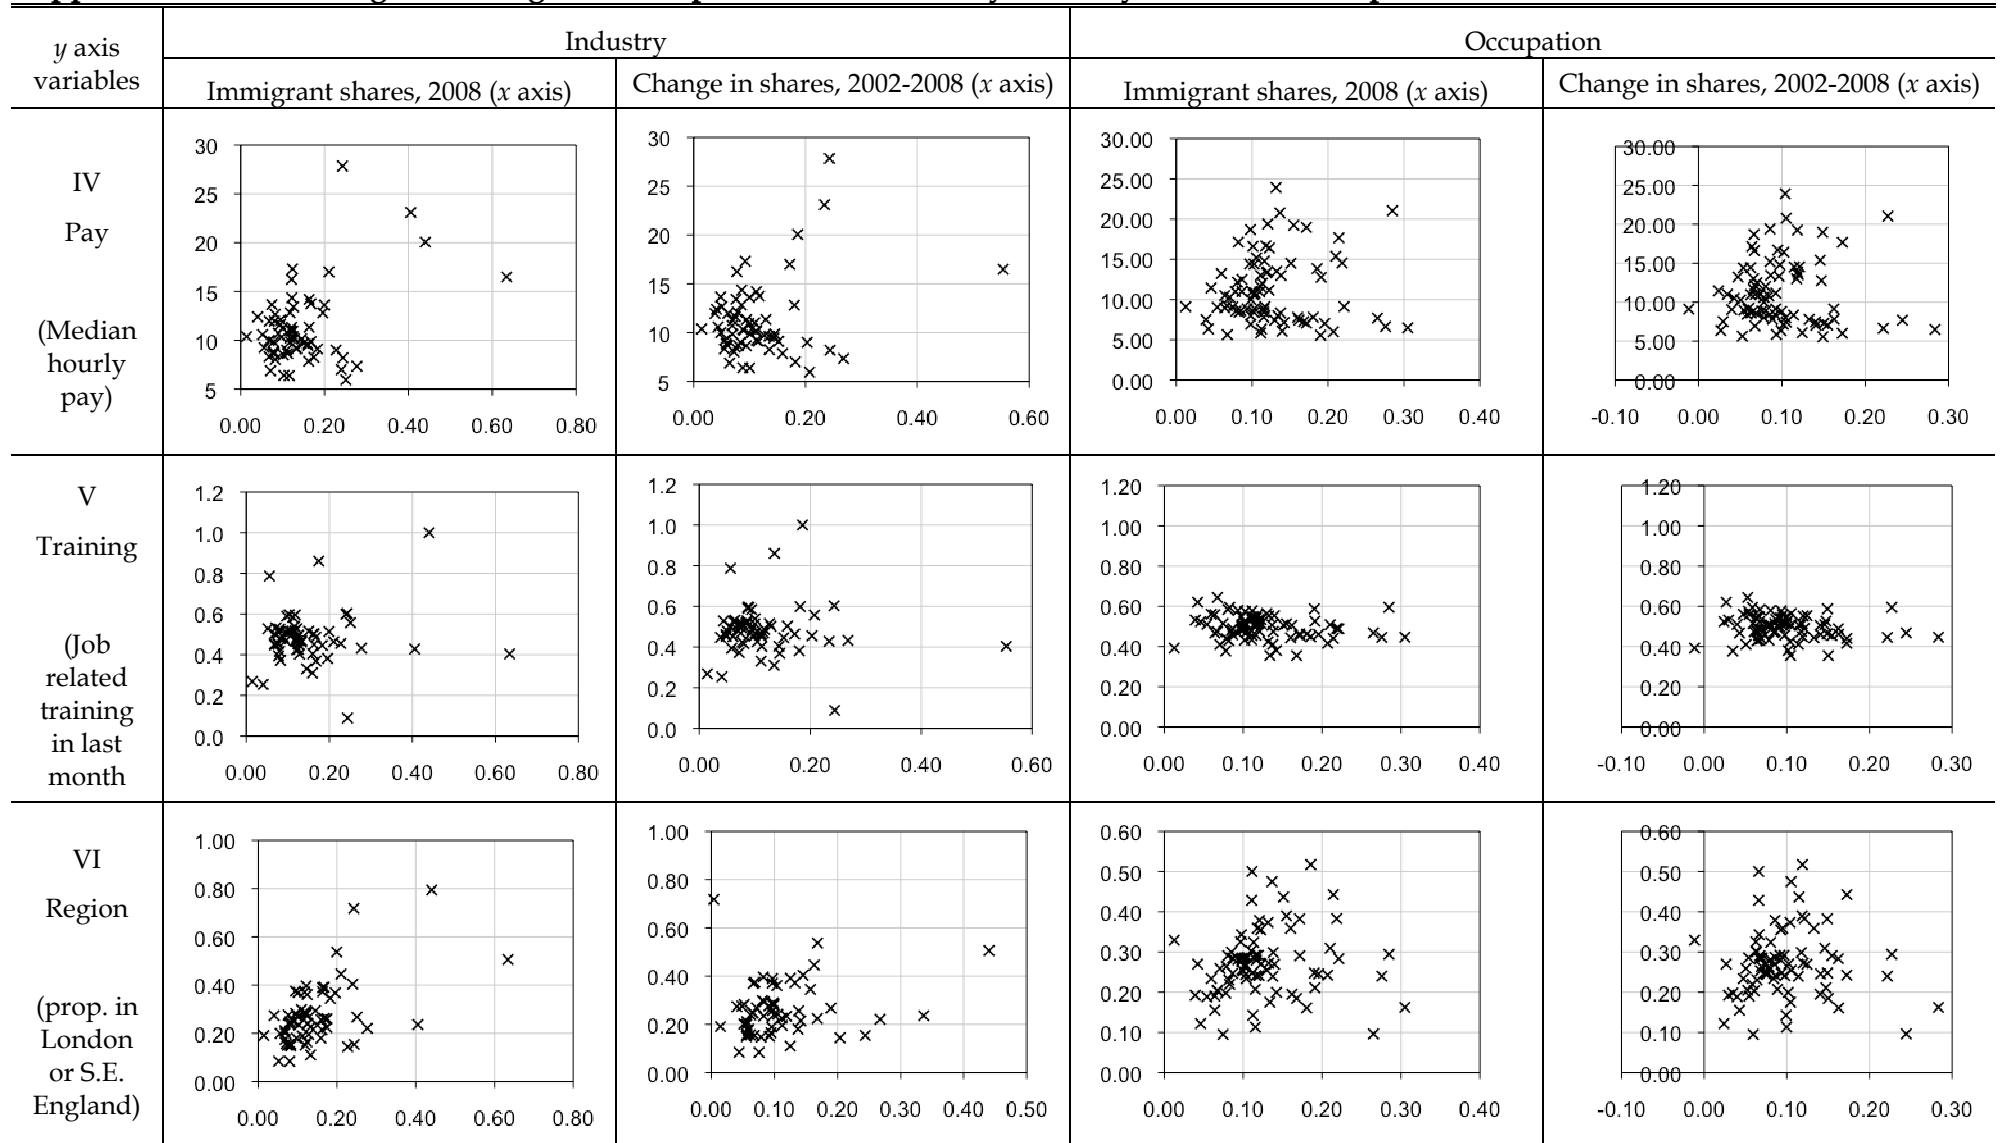 y axis
variables
Industry
Occupation
Immigrant shares, 2008 (x axis)
Change in shares, 2002-2008 (x axis)
Immigrant shares, 2008 (x axis)
Change in shares, 2002-2008 (x axis)
IV
Pay
(Median
hourly
pay)
30
25
20
15
10
5
0.00 0.20 0.40 0.60 0.80
30
25
20
15
10
5
0.00 0.20 0.40 0.60
30.00
25.00
20.00
15.00
10.00
5.00
0.00
0.00 0.10 0.20 0.30 0.40
30.00
25.00
20.00
15.00
10.00
5.00
0.00
-0.10 0.00 0.10 0.20 0.30
V
Training
(Job
related
training
in last
month
1.2
1.0
0.8
0.6
0.4
0.2
0.0
0.00 0.20 0.40 0.60 0.80
1.2
1.0
0.8
0.6
0.4
0.2
0.0
0.00 0.20 0.40 0.60
1.20
1.00
0.80
0.60
0.40
0.20
0.00
0.00 0.10 0.20 0.30 0.40
1.20
1.00
0.80
0.60
0.40
0.20
0.00
-0.10 0.00 0.10 0.20 0.30
VI
Region
(prop. in
London
or S.E.
England)
1.00
0.80
0.60
0.40
0.20
0.00
0.00 0.20 0.40 0.60 0.80
1.00
0.80
0.60
0.40
0.20
0.00
0.00 0.10 0.20 0.30 0.40 0.50
0.60
0.50
0.40
0.30
0.20
0.10
0.00
0.00 0.10 0.20 0.30 0.40
0.60
0.50
0.40
0.30
0.20
0.10
0.00
-0.10 0.00 0.10 0.20 0.30